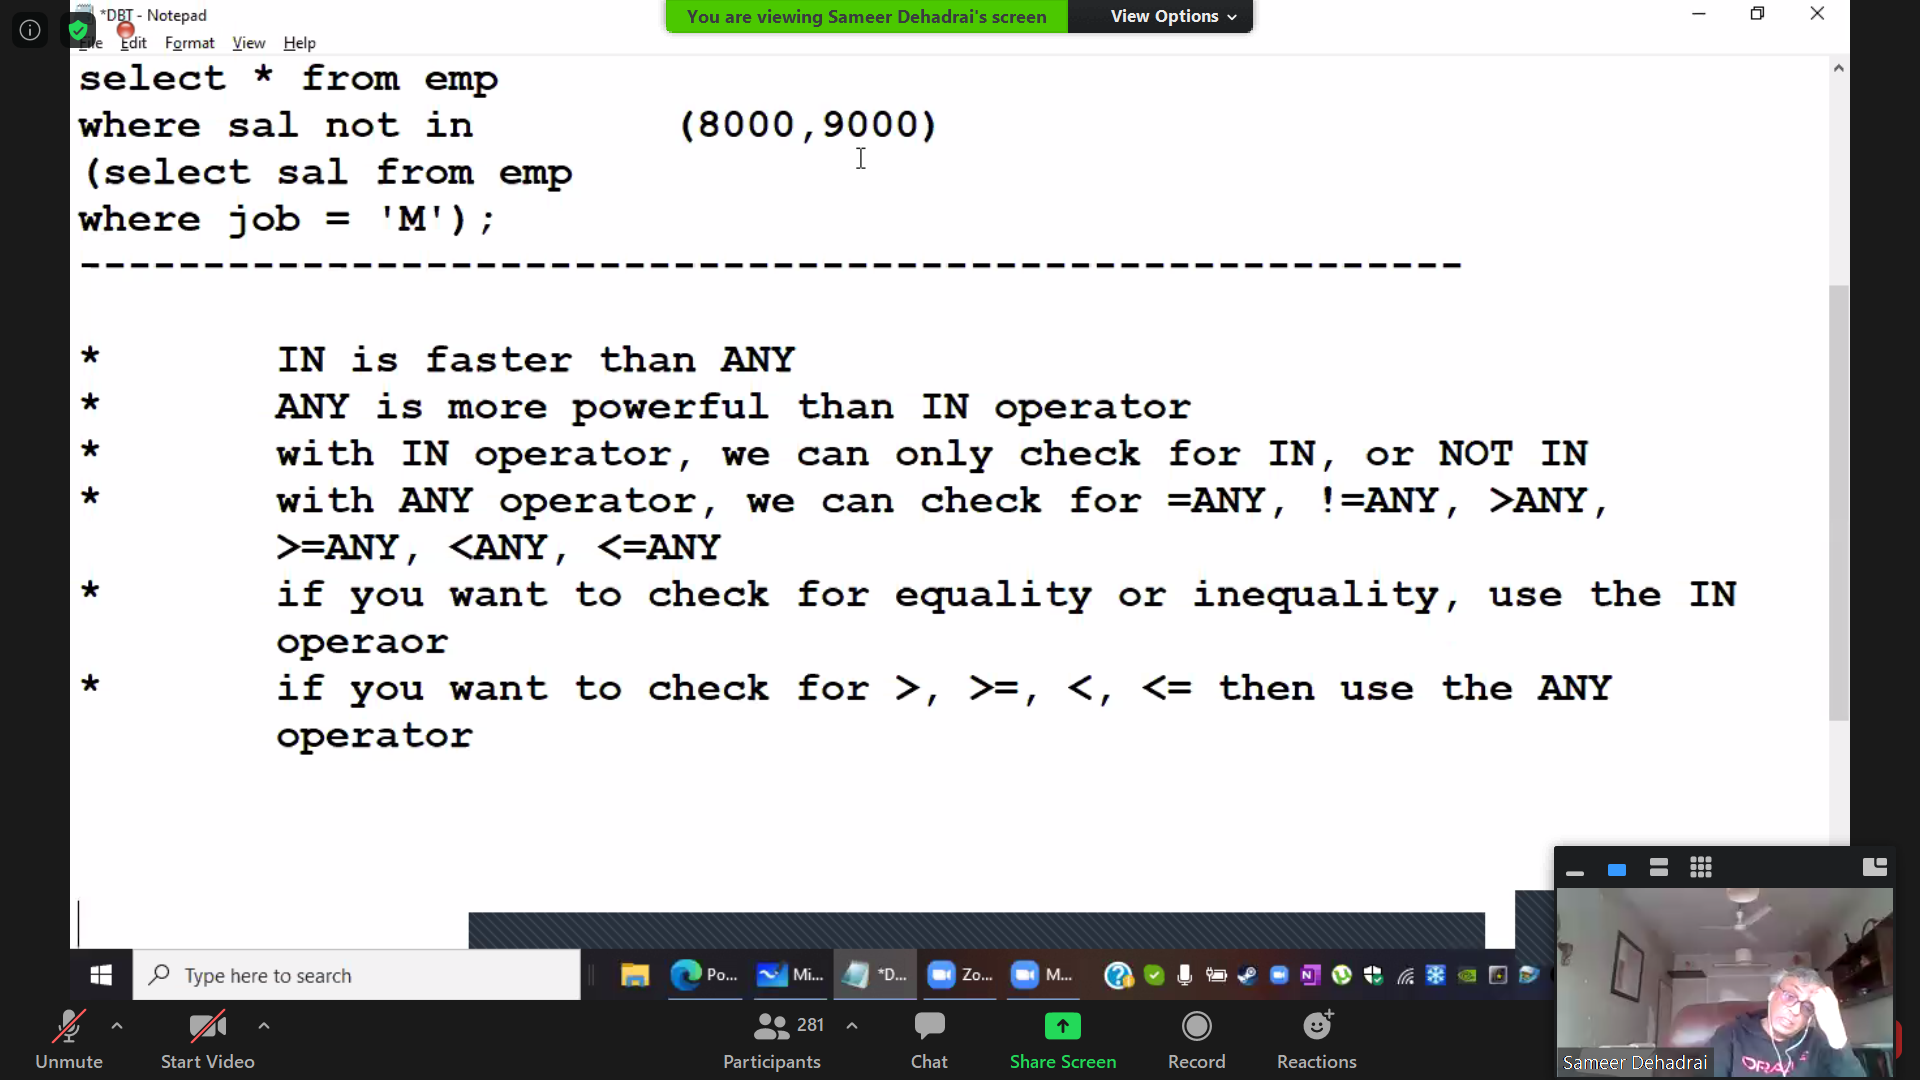 *DBT - Notepad
You are viewing Sameer Dehadrai's screen
View Options
File Edit Format View Help
select * from emp
where sal not in (8000,9000)
(select sal from emp
where job = 'M');
--------------------------------------------------------
* IN is faster than ANY
* ANY is more powerful than IN operator
* with IN operator, we can only check for IN, or NOT IN
* with ANY operator, we can check for =ANY, !=ANY, >ANY,
>=ANY, <ANY, <=ANY
* if you want to check for equality or inequality, use the IN
operaor
* if you want to check for >, >=, <, <= then use the ANY
operator
Type here to search
Po...
Mi...
*D...
Zo...
M...
Unmute
Start Video
281
Participants
Chat
Share Screen
Record
Reactions
Sameer Dehadrai